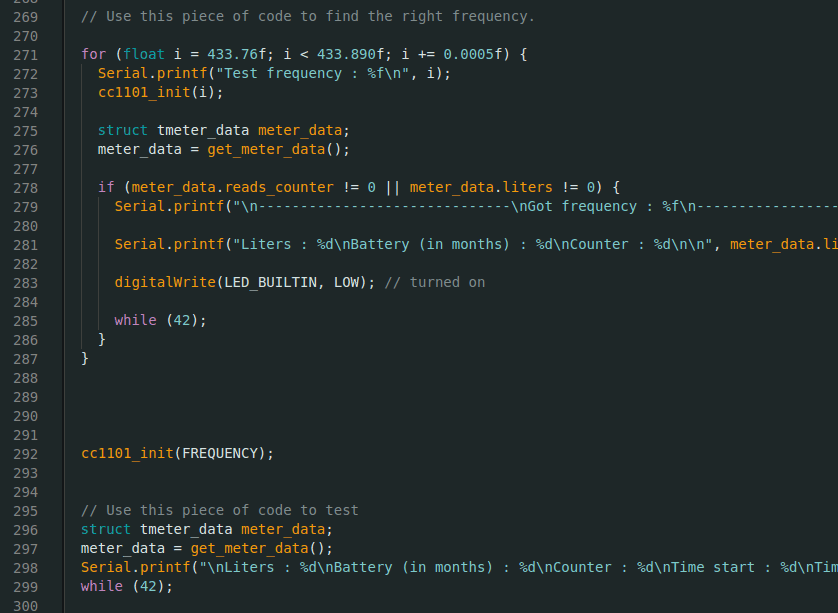 269 // Use this piece of code to find the right frequency.
270
271 for (float i = 433.76f; i < 433.890f; i += 0.0005f) {
272 Serial.printf("Test frequency : %f\n", i);
273 cc1101_init(i);
274
275 struct tmeter_data meter_data;
276 meter_data = get_meter_data();
277
278 if (meter_data.reads_counter != 0 || meter_data.liters != 0) {
279 Serial.printf("\n------------------------------\nGot frequency : %f\n-----------------
280
281 Serial.printf("Liters : %d\nBattery (in months) : %d\nCounter : %d\n\n", meter_data.li
282
283 digitalWrite(LED_BUILTIN, LOW); // turned on
284
285 while (42);
286 }
287 }
288
289
290
291
292 cc1101_init(FREQUENCY);
293
294
295 // Use this piece of code to test
296 struct tmeter_data meter_data;
297 meter_data = get_meter_data();
298 Serial.printf("\nLiters : %d\nBattery (in months) : %d\nCounter : %d\nTime start : %d\nTim
299 while (42);
300